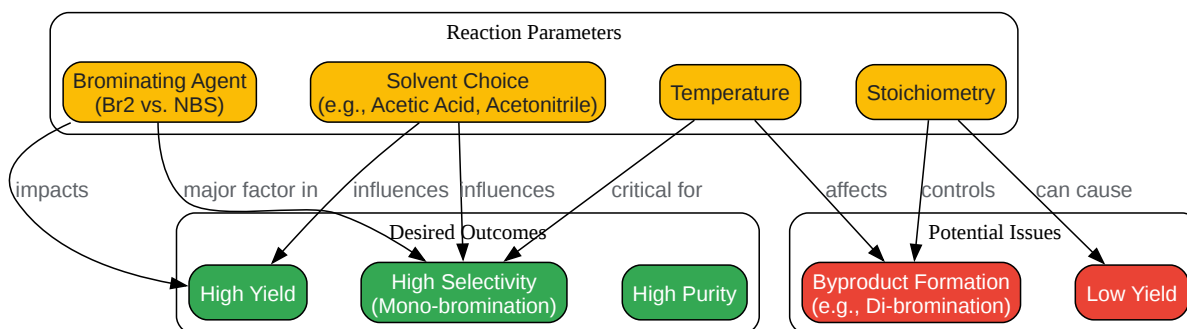 Reaction Parameters
Brominating Agent
(Br2 vs. NBS)
Solvent Choice
(e.g., Acetic Acid, Acetonitrile)
Temperature
Stoichiometry
impacts
major factor in
influences
influences
critical for
affects
controls
can cause
Desired Outcomes
Potential Issues
High Yield
High Selectivity
(Mono-bromination)
High Purity
Byproduct Formation
(e.g., Di-bromination)
Low Yield